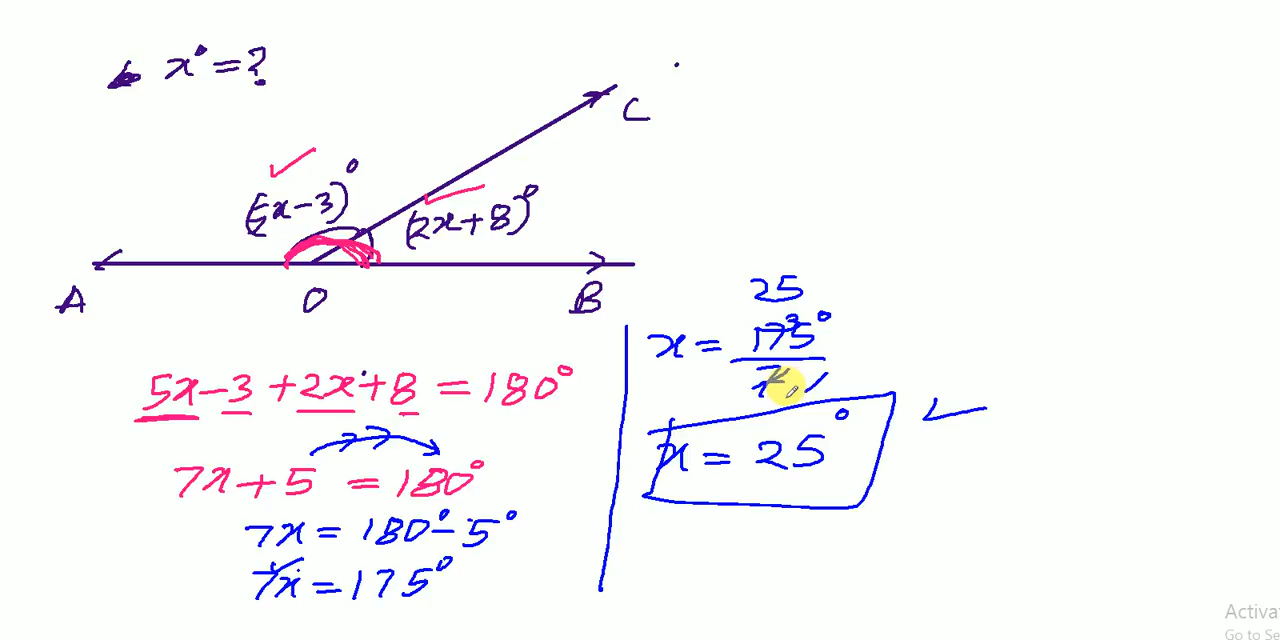 x° = ?
C
(5x-3)°
(2x+8)°
A
O
B
5x-3+2x+8=180°
7x+5=180°
7x=180°-5°
7x=175°
25
x=175°/7
x=25°
Activa
Go to Se